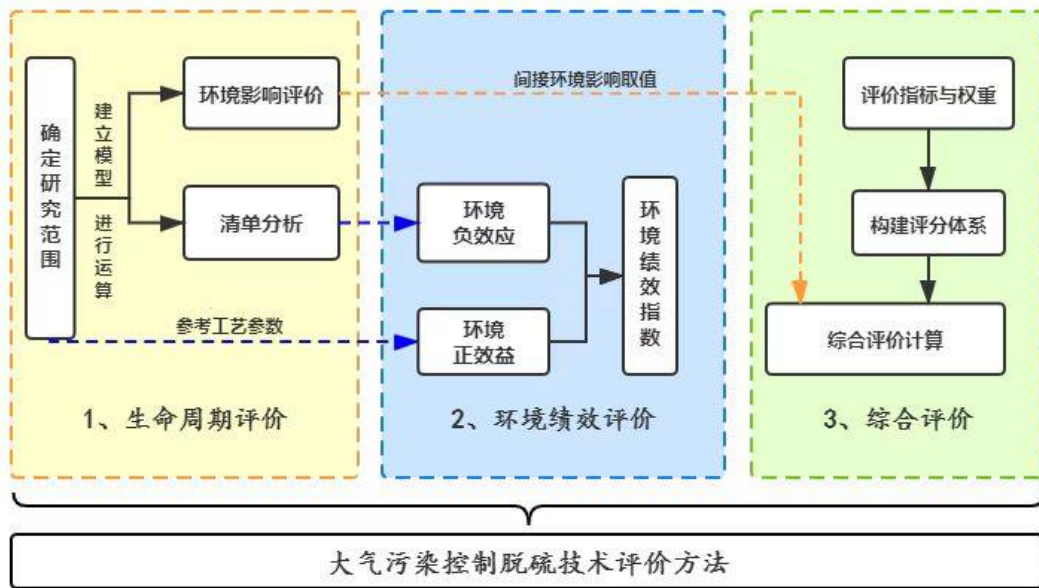 确定研究范围
建立模型
进行运算
环境影响评价
清单分析
参考工艺参数
1、生命周期评价
间接环境影响取值
环境
负效应
环境
正效益
环境绩效指数
2、环境绩效评价
评价指标与权重
构建评分体系
综合评价计算
3、综合评价
大气污染控制脱硫技术评价方法